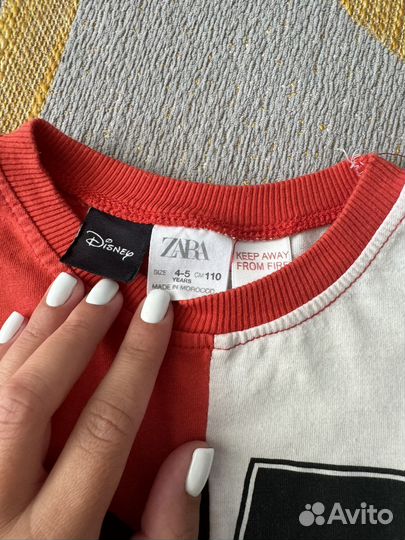 Disney
ZARA
SIZE 4-5 CM 110
YEARS
MADE IN MOROCCO
KEEP AWAY
FROM FIRE
Avito